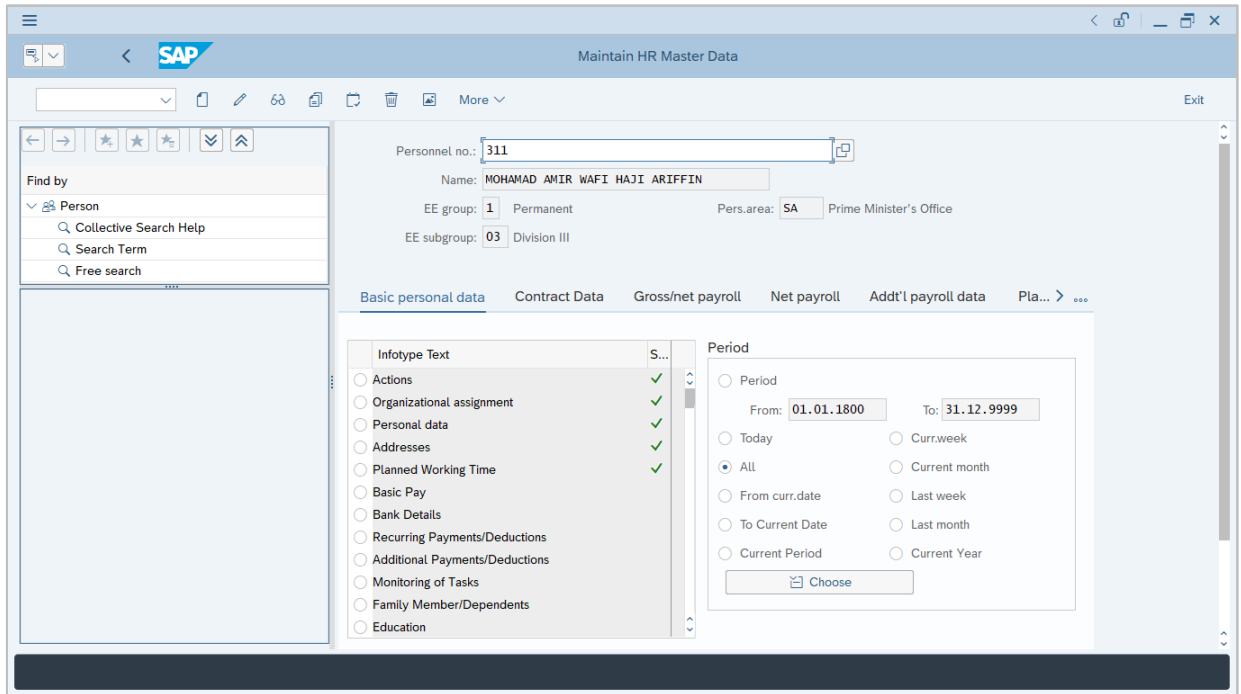 SAP
Maintain HR Master Data
More
Exit
Find by
Person
Collective Search Help
Search Term
Free search
Personnel no.: 311
Name: MOHAMAD AMIR WAFI HAJI ARIFFIN
EE group: 1 Permanent Pers.area: SA Prime Minister's Office
EE subgroup: 03 Division III
Basic personal data Contract Data Gross/net payroll Net payroll Addt'l payroll data Pla...
Infotype Text S...
Actions
Organizational assignment
Personal data
Addresses
Planned Working Time
Basic Pay
Bank Details
Recurring Payments/Deductions
Additional Payments/Deductions
Monitoring of Tasks
Family Member/Dependents
Education
Period
Period
From: 01.01.1800 To: 31.12.9999
Today Curr.week
All Current month
From curr.date Last week
To Current Date Last month
Current Period Current Year
Choose